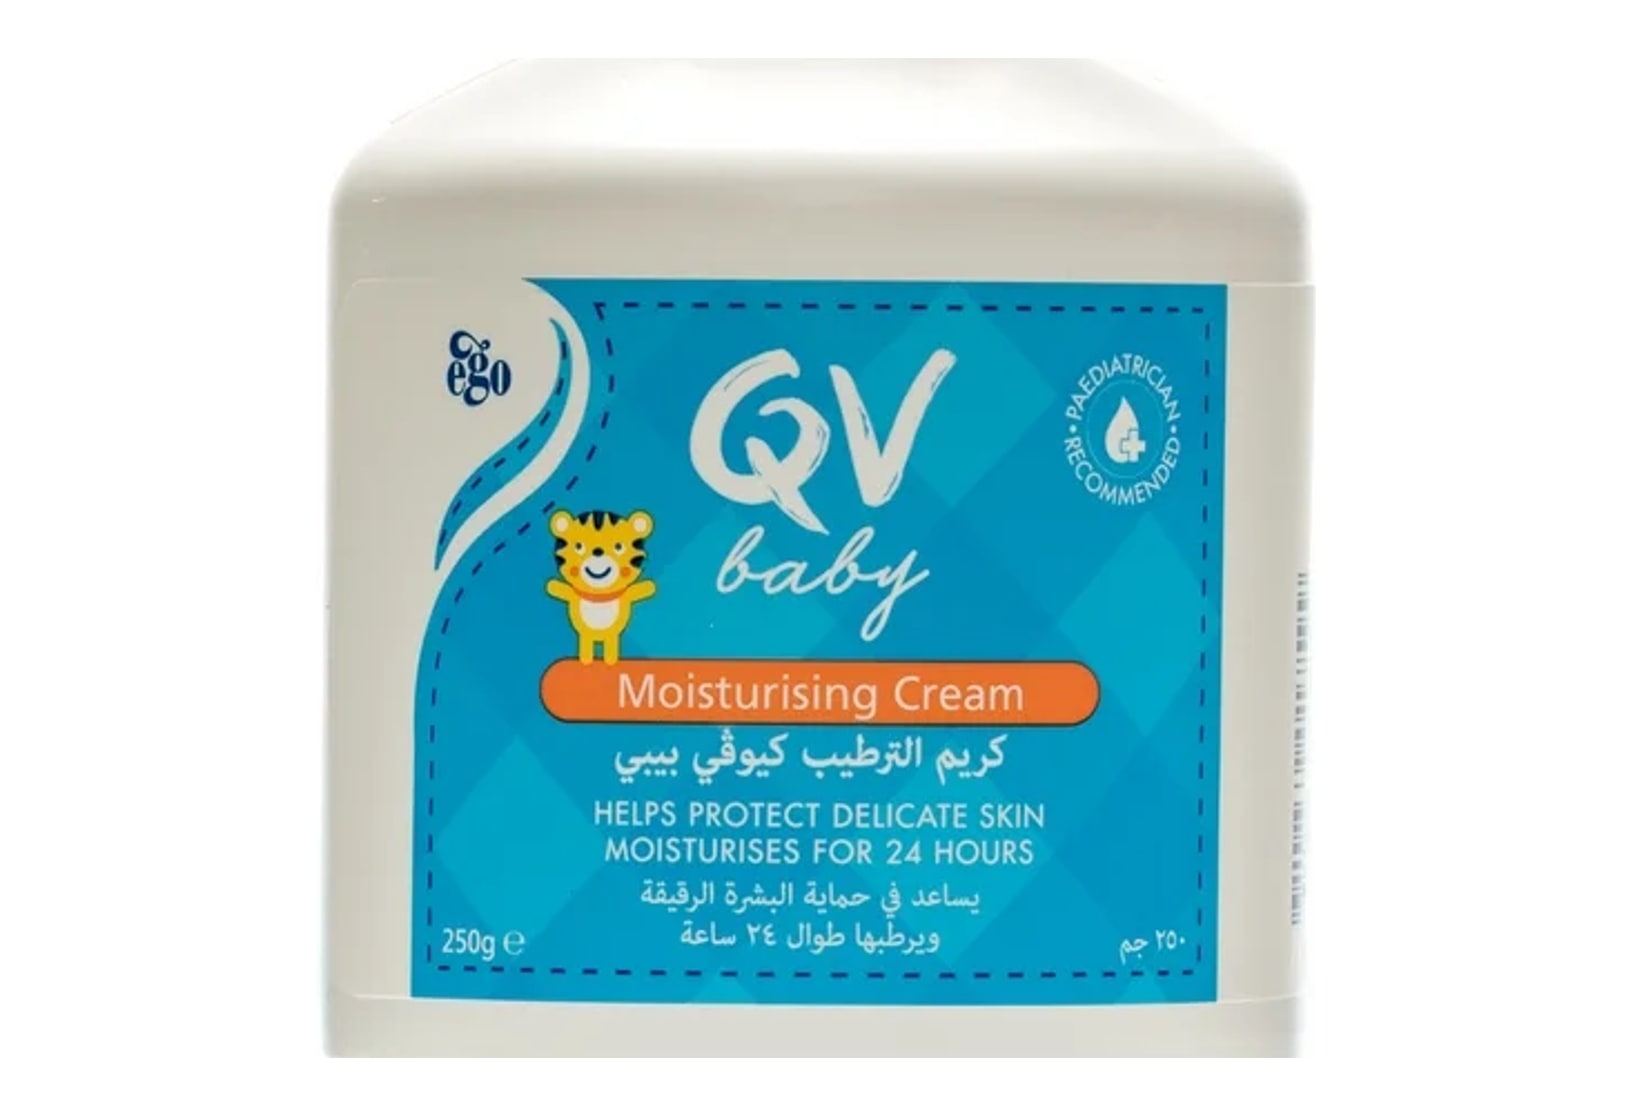 ego
QV
baby
PAEDIATRICIAN
RECOMMENDED
Moisturising Cream
كريم الترطيب كيوڤي بيبي
HELPS PROTECT DELICATE SKIN
MOISTURISES FOR 24 HOURS
يساعد في حماية البشرة الرقيقة
ويرطبها طوال ٢٤ ساعة
250g ℮
٢٥٠ جم